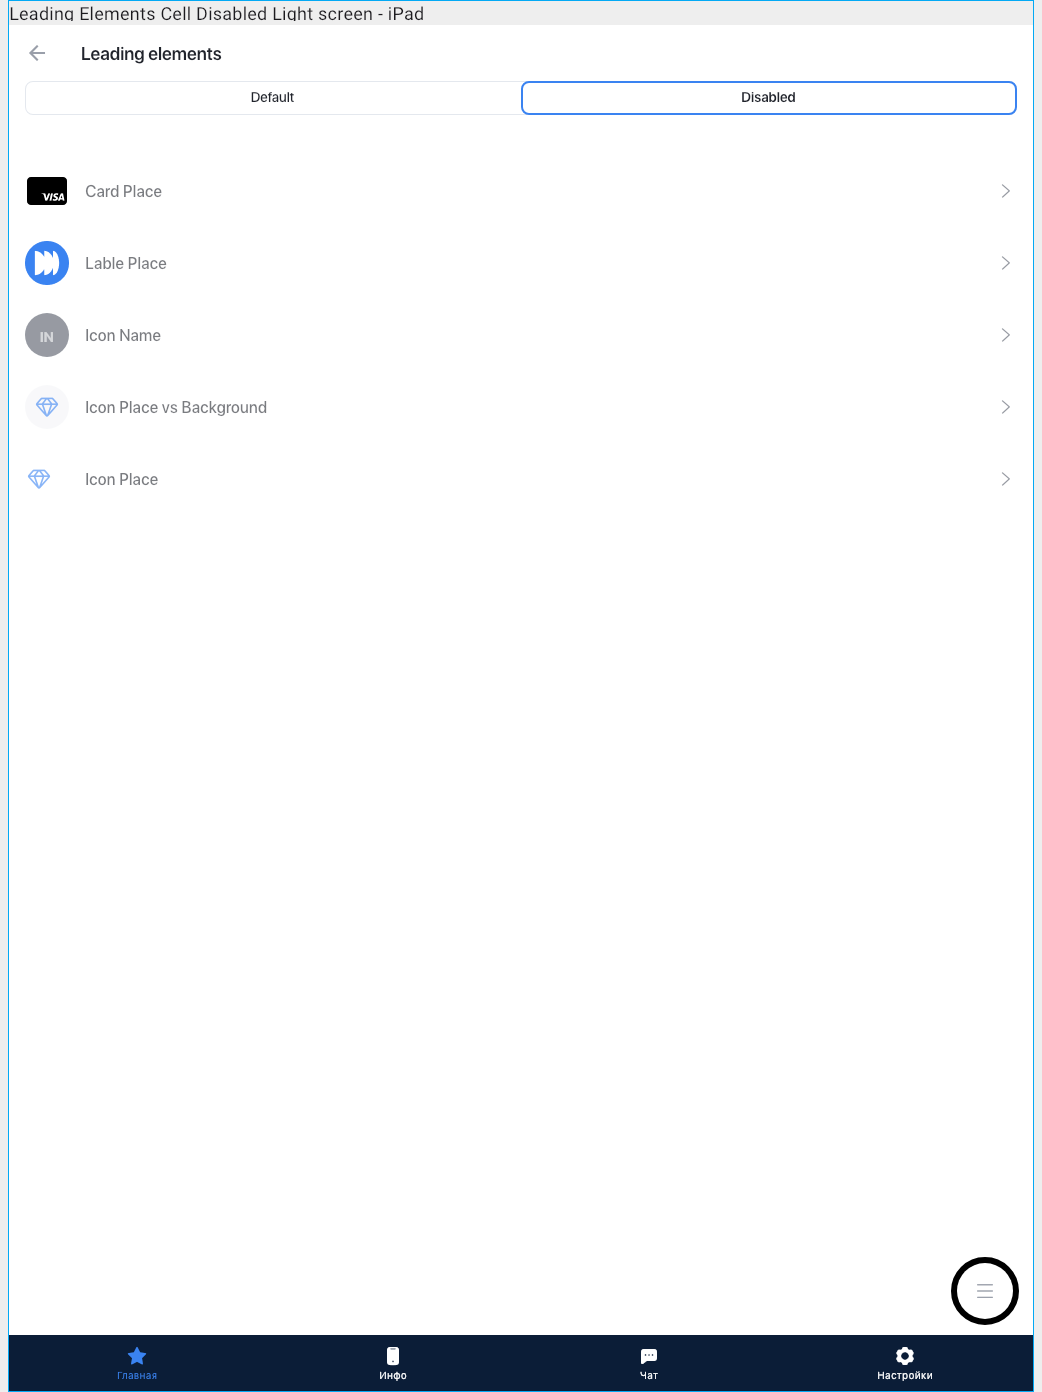 Leading Elements Cell Disabled Light screen - iPad
Leading elements
Default
Disabled
VISA
Card Place
Lable Place
IN
Icon Name
Icon Place vs Background
Icon Place
Главная
Инфо
Чат
Настройки